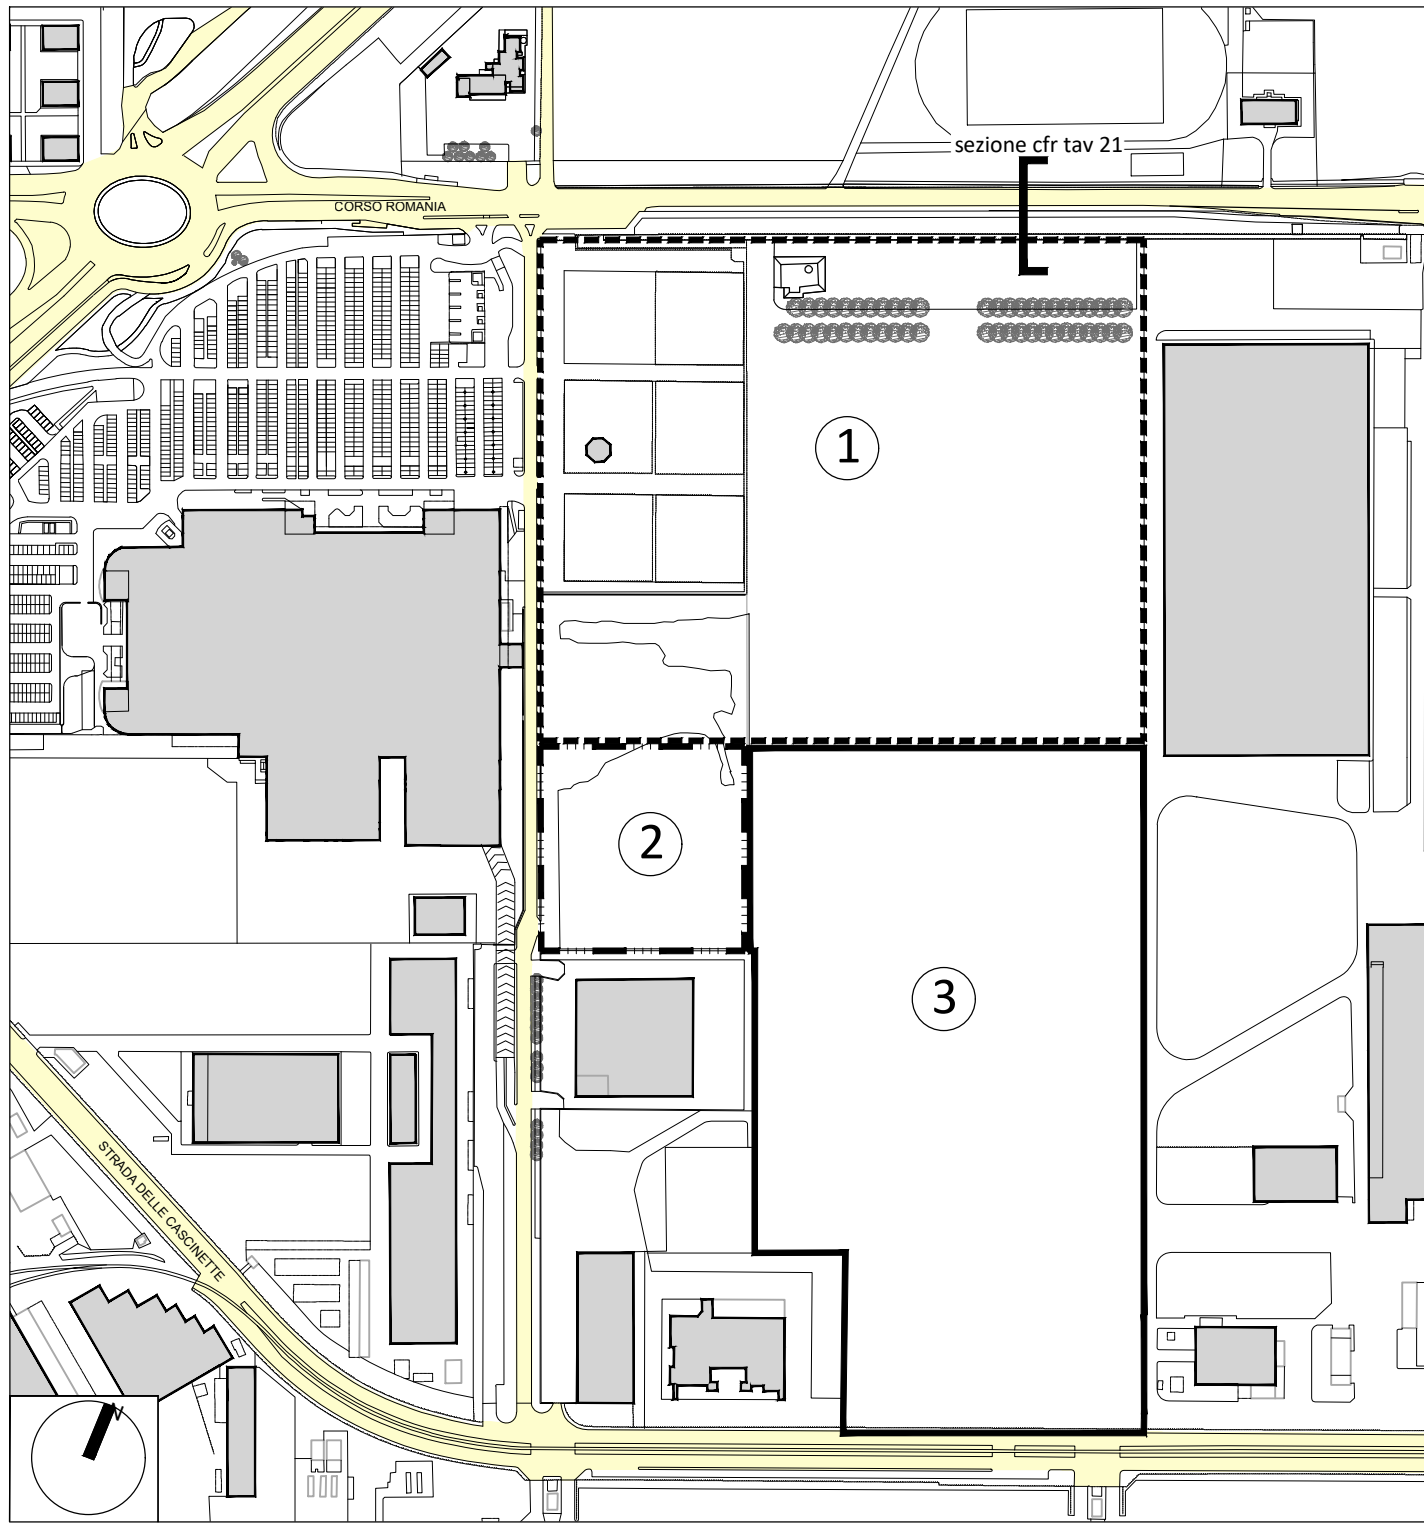 sezione cfr tav 21
CORSO ROMANIA
1
2
3
STRADA DELLE CASCINETTE
N